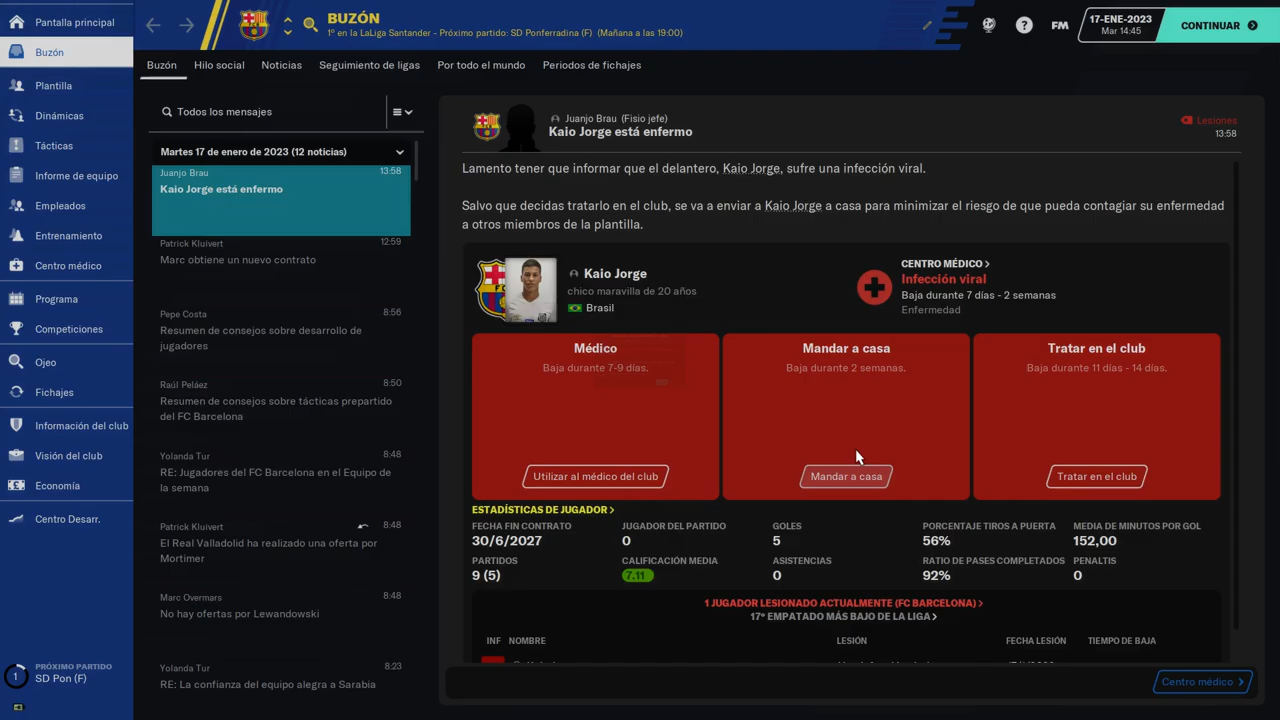 Pantalla principal
Buzón
Plantilla
Dinámicas
Tácticas
Informe de equipo
Empleados
Entrenamiento
Centro médico
Programa
Competiciones
Ojeo
Fichajes
Información del club
Visión del club
Economía
Centro Desarr.
1
PRÓXIMO PARTIDO
SD Pon (F)
BUZÓN
1º en la LaLiga Santander - Próximo partido: SD Ponferradina (F) (Mañana a las 19:00)
?
FM
17-ENE-2023
Mar 14:45
CONTINUAR
Buzón
Hilo social
Noticias
Seguimiento de ligas
Por todo el mundo
Periodos de fichajes
Todos los mensajes
Martes 17 de enero de 2023 (12 noticias)
Juanjo Brau 13:58
Kaio Jorge está enfermo
Patrick Kluivert 12:59
Marc obtiene un nuevo contrato
Pepe Costa 8:56
Resumen de consejos sobre desarrollo de
jugadores
Raúl Peláez 8:50
Resumen de consejos sobre tácticas prepartido
del FC Barcelona
Yolanda Tur 8:48
RE: Jugadores del FC Barcelona en el Equipo de
la semana
Patrick Kluivert 8:48
El Real Valladolid ha realizado una oferta por
Mortimer
Marc Overmars 8:48
No hay ofertas por Lewandowski
Yolanda Tur 8:23
RE: La confianza del equipo alegra a Sarabia
Juanjo Brau (Fisio jefe)
Kaio Jorge está enfermo
Lesiones
13:58
Lamento tener que informar que el delantero, Kaio Jorge, sufre una infección viral.
Salvo que decidas tratarlo en el club, se va a enviar a Kaio Jorge a casa para minimizar el riesgo de que pueda contagiar su enfermedad
a otros miembros de la plantilla.
Kaio Jorge
chico maravilla de 20 años
Brasil
CENTRO MÉDICO
Infección viral
Baja durante 7 días - 2 semanas
Enfermedad
Médico
Baja durante 7-9 días.
Utilizar al médico del club
Mandar a casa
Baja durante 2 semanas.
Mandar a casa
Tratar en el club
Baja durante 11 días - 14 días.
Tratar en el club
ESTADÍSTICAS DE JUGADOR
FECHA FIN CONTRATO
30/6/2027
JUGADOR DEL PARTIDO
0
GOLES
5
PORCENTAJE TIROS A PUERTA
56%
MEDIA DE MINUTOS POR GOL
152,00
PARTIDOS
9 (5)
CALIFICACIÓN MEDIA
7.11
ASISTENCIAS
0
RATIO DE PASES COMPLETADOS
92%
PENALTIS
0
1 JUGADOR LESIONADO ACTUALMENTE (FC BARCELONA)
17º EMPATADO MÁS BAJO DE LA LIGA
INF NOMBRE LESIÓN FECHA LESIÓN TIEMPO DE BAJA
Centro médico